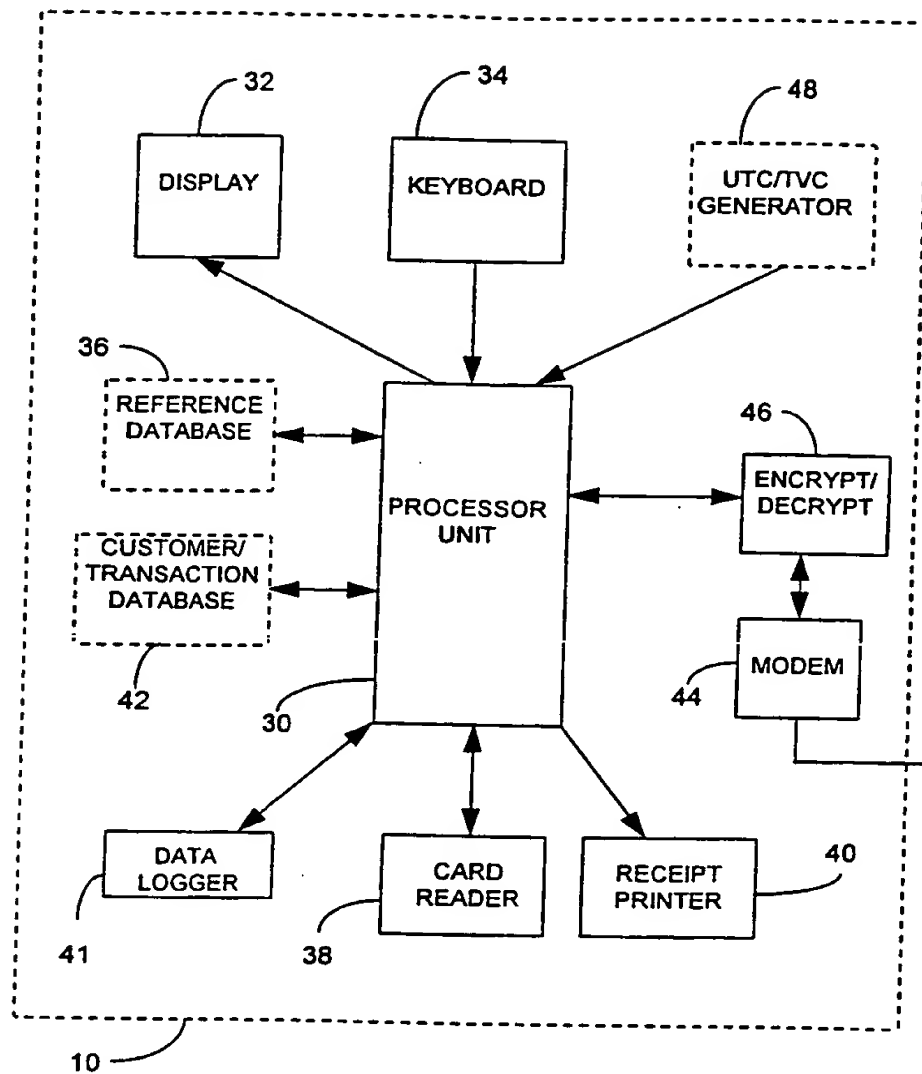 32
34
48
DISPLAY
KEYBOARD
UTC/TVC
GENERATOR
36
REFERENCE
DATABASE
46
PROCESSOR
UNIT
ENCRYPT/
DECRYPT
CUSTOMER/
TRANSACTION
DATABASE
42
30
44
MODEM
DATA
LOGGER
41
CARD
READER
38
RECEIPT
PRINTER
40
10